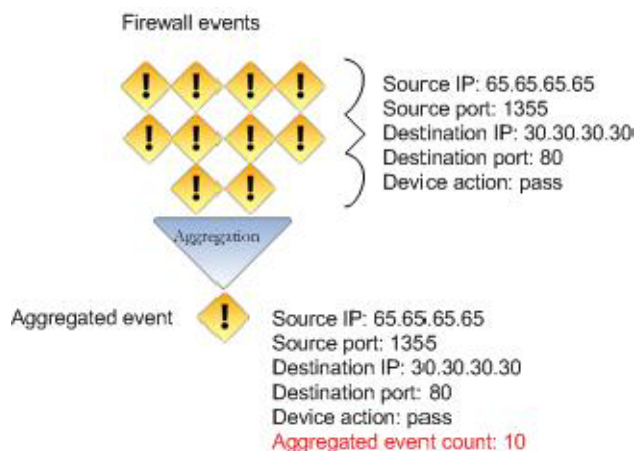 Firewall events
Source IP: 65.65.65.65
Source port: 1355
Destination IP: 30.30.30.30
Destination port: 80
Device action: pass
Aggregation
Aggregated event
Source IP: 65.65.65.65
Source port: 1355
Destination IP: 30.30.30.30
Destination port: 80
Device action: pass
Aggregated event count: 10